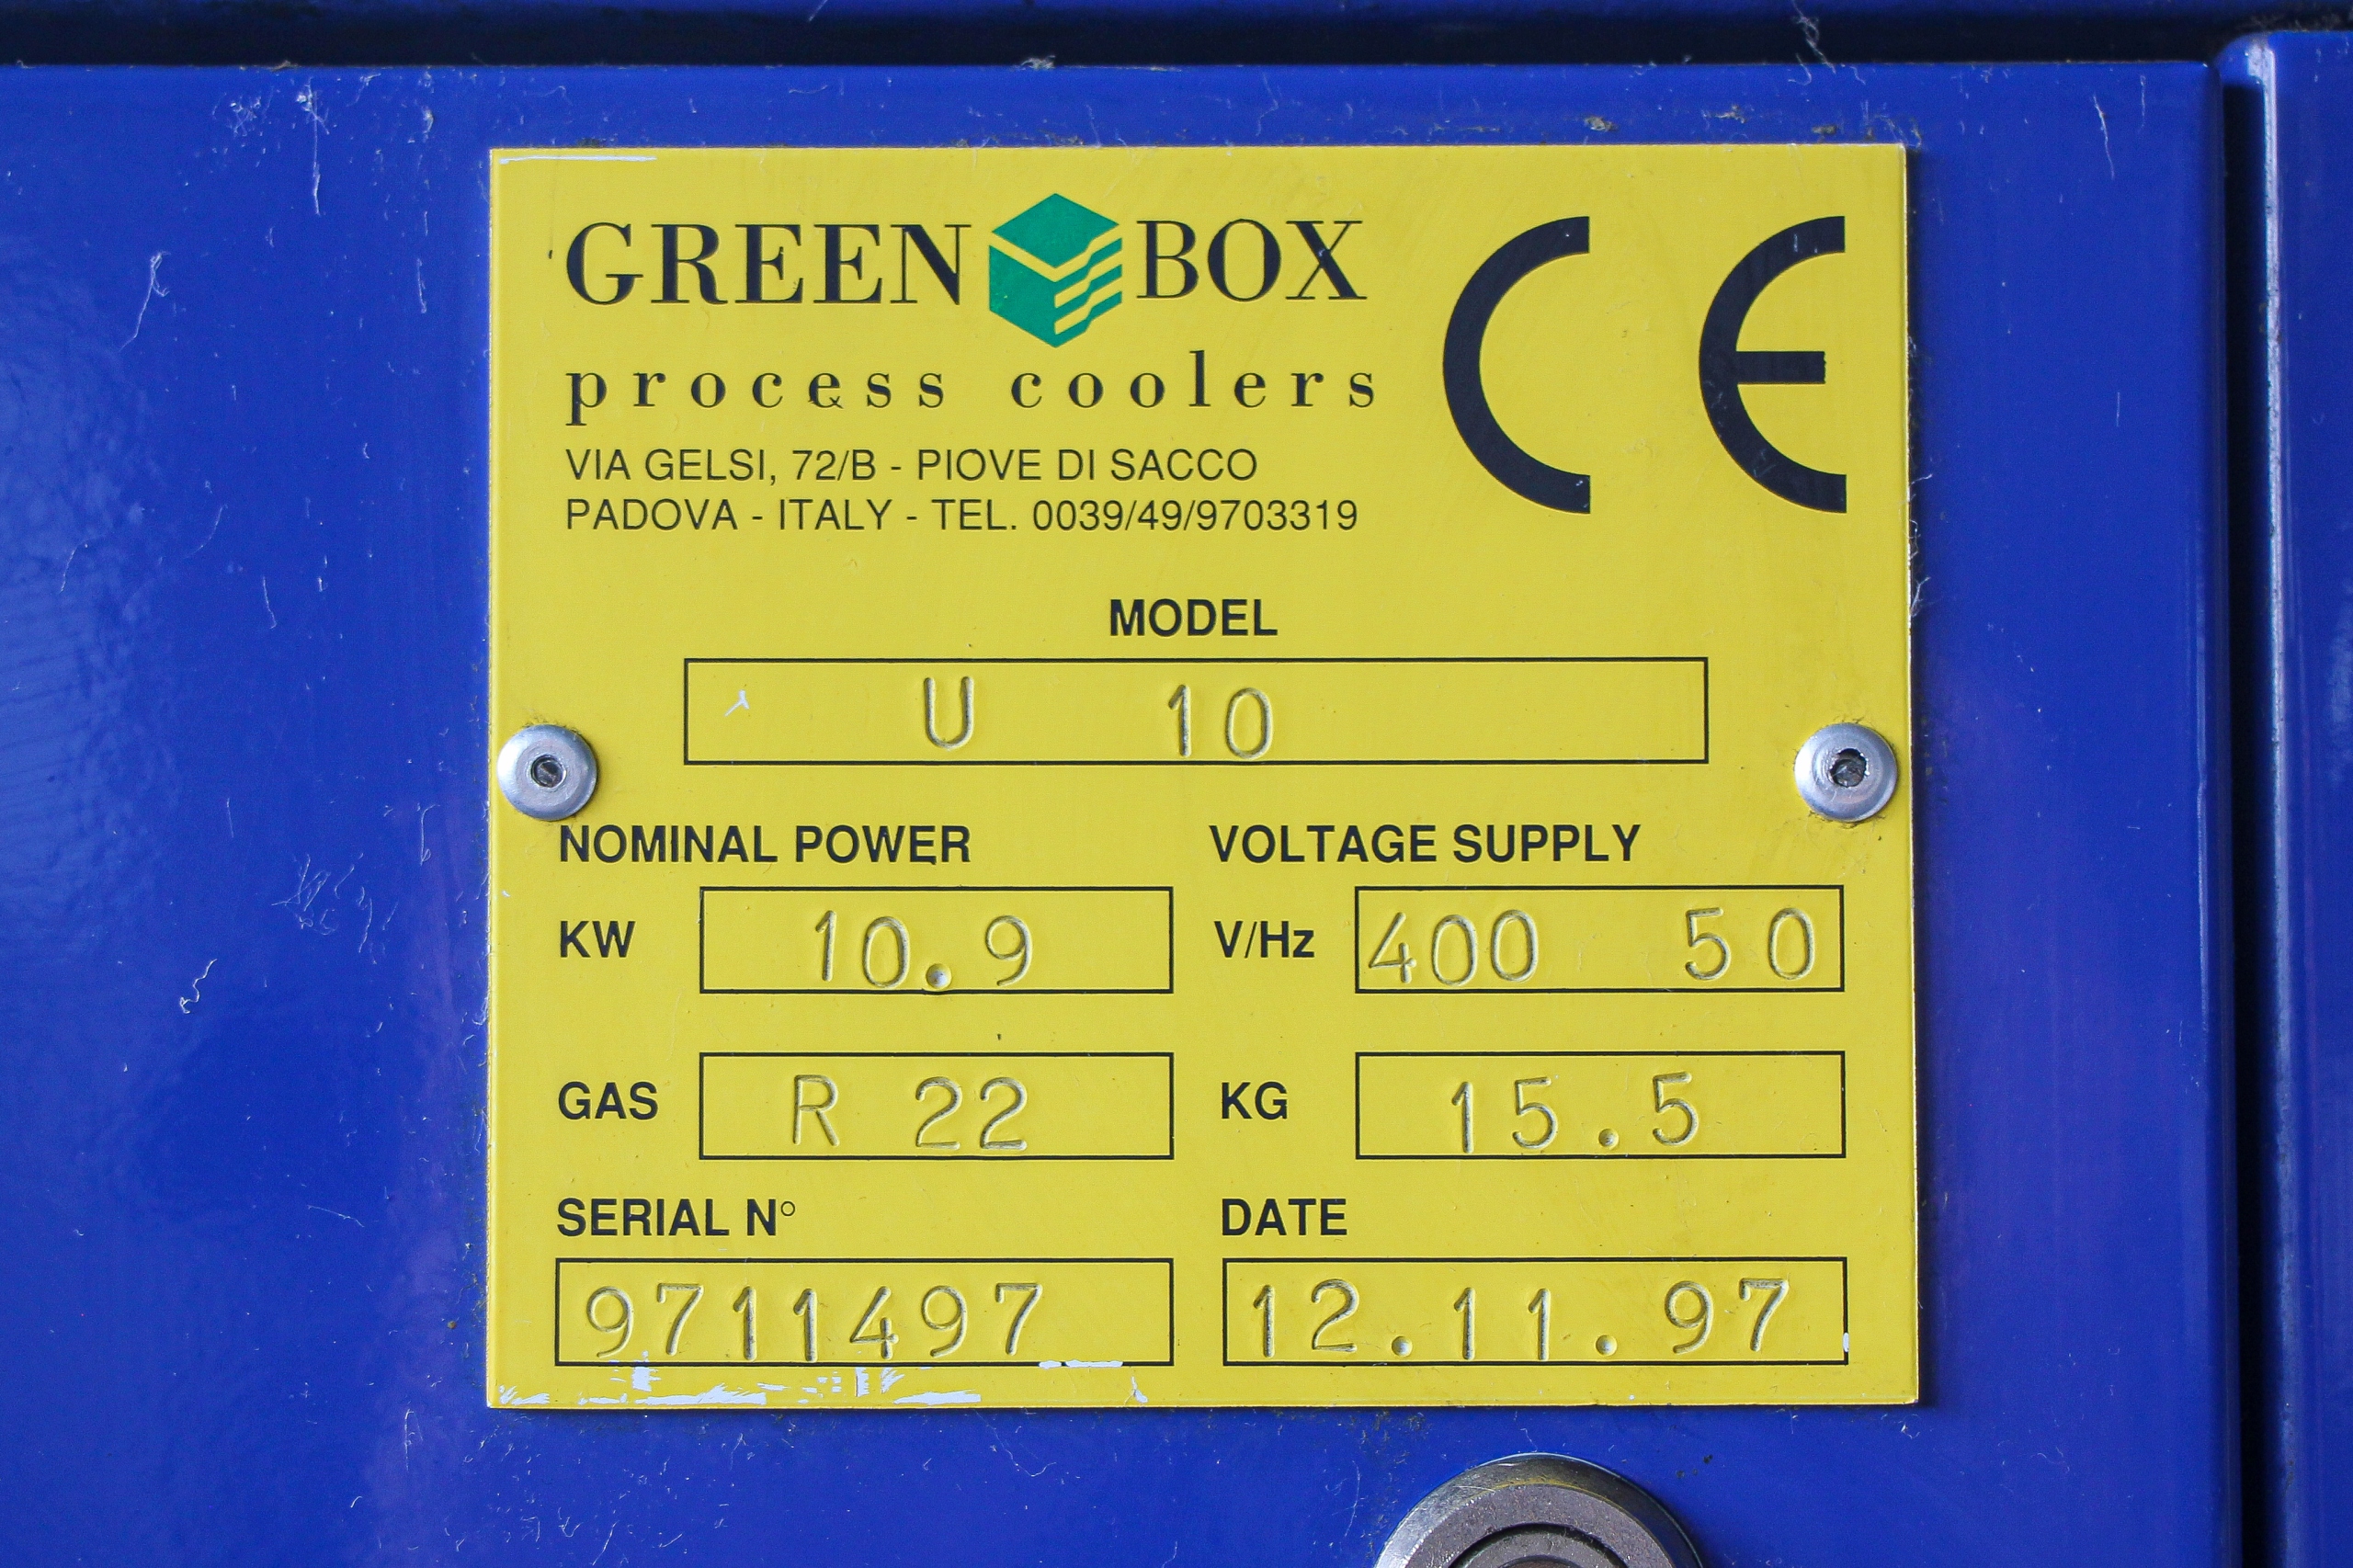 GREEN BOX CE
process coolers
VIA GELSI, 72/B - PIOVE DI SACCO
PADOVA - ITALY - TEL. 0039/49/9703319
MODEL
U 10
NOMINAL POWER VOLTAGE SUPPLY
KW 10.9 V/Hz 400 50
GAS R 22 KG 15.5
SERIAL N° DATE
9711497 12.11.97